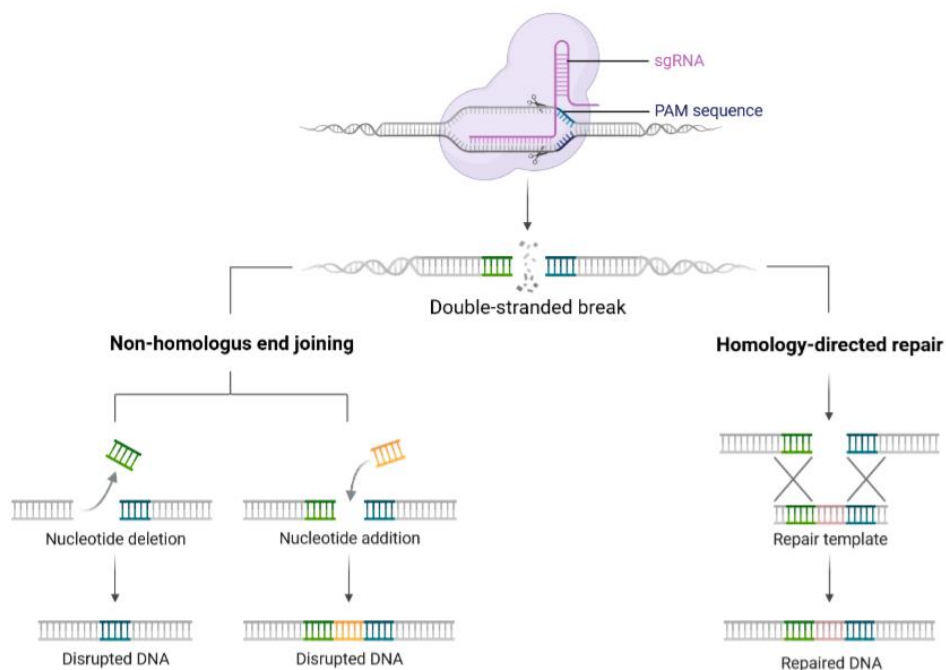 sgRNA
PAM sequence
Double-stranded break
Non-homologus end joining
Homology-directed repair
Nucleotide deletion
Nucleotide addition
Repair template
Disrupted DNA
Disrupted DNA
Repaired DNA